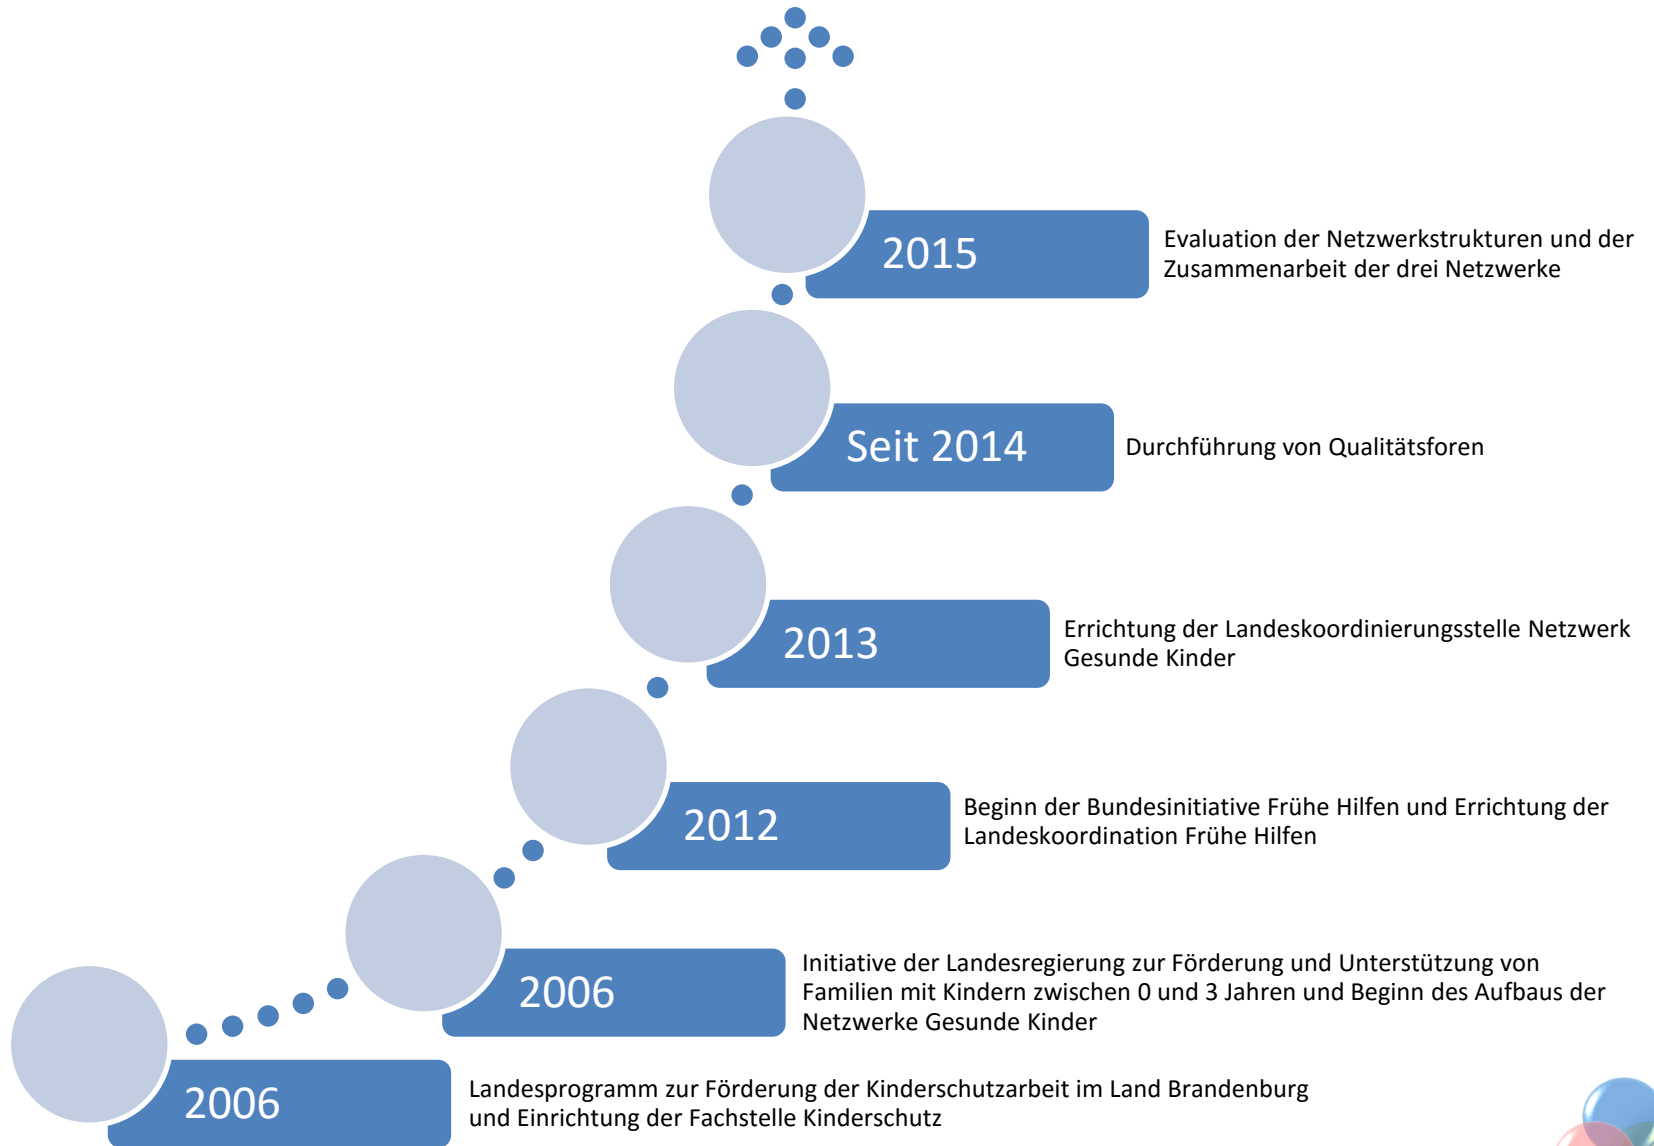 2015
Evaluation der Netzwerkstrukturen und der
Zusammenarbeit der drei Netzwerke
Seit 2014
Durchführung von Qualitätsforen
2013
Errichtung der Landeskoordinierungsstelle Netzwerk
Gesunde Kinder
2012
Beginn der Bundesinitiative Frühe Hilfen und Errichtung der
Landeskoordination Frühe Hilfen
2006
Initiative der Landesregierung zur Förderung und Unterstützung von
Familien mit Kindern zwischen 0 und 3 Jahren und Beginn des Aufbaus der
Netzwerke Gesunde Kinder
2006
Landesprogramm zur Förderung der Kinderschutzarbeit im Land Brandenburg
und Einrichtung der Fachstelle Kinderschutz